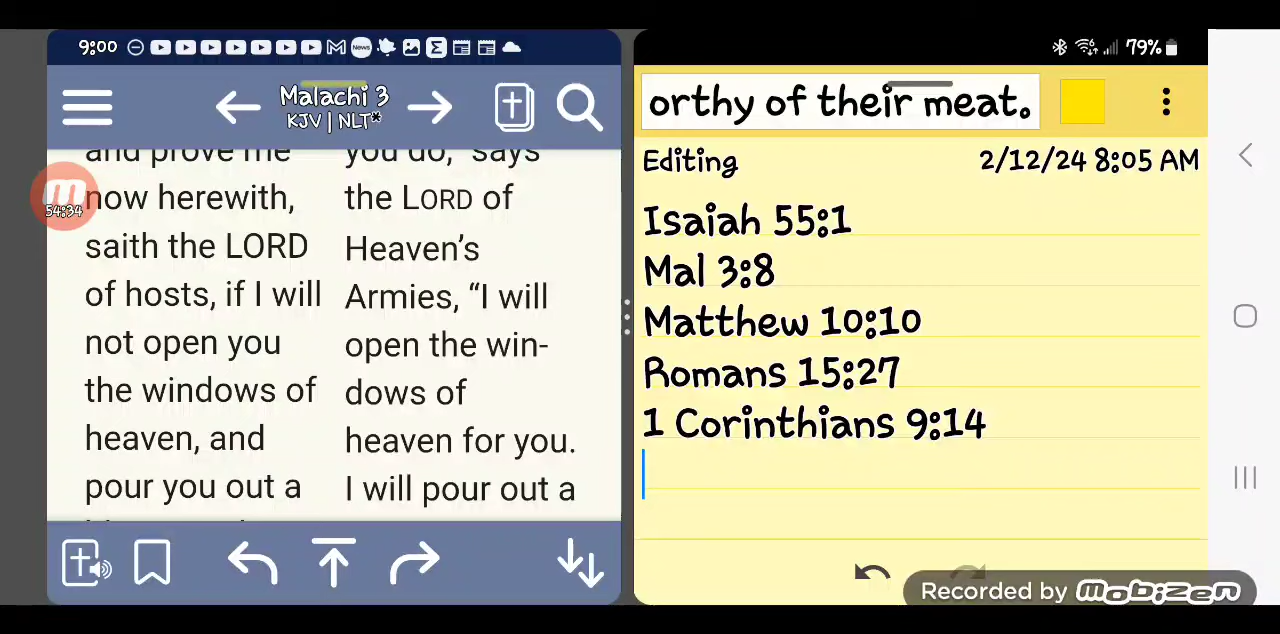 9:00
News
79%
Malachi 3
KJV | NLT*
orthy of their meat.
54:34
and prove me
now herewith,
saith the LORD
of hosts, if I will
not open you
the windows of
heaven, and
pour you out a
you do," says
the LORD of
Heaven's
Armies, "I will
open the win-
dows of
heaven for you.
I will pour out a
Editing
2/12/24 8:05 AM
Isaiah 55:1
Mal 3:8
Matthew 10:10
Romans 15:27
1 Corinthians 9:14
Recorded by Mobizen